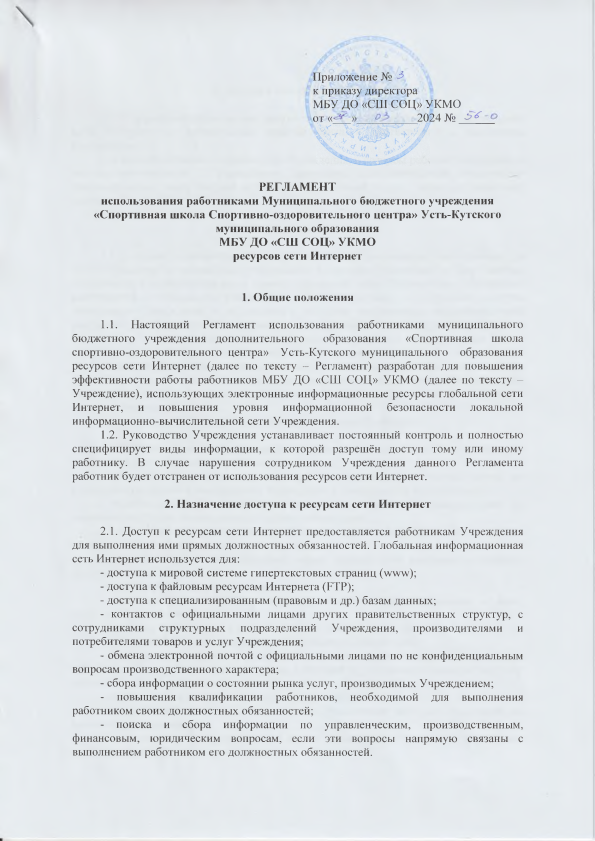 Приложение № 3
к приказу директора
МБУ ДО «СШ СОЦ» УКМО
от « » 03 2024 № 56-О
РЕГЛАМЕНТ
использования работниками Муниципального бюджетного учреждения
«Спортивная школа Спортивно-оздоровительного центра» Усть-Кутского
муниципального образования
МБУ ДО «СШ СОЦ» УКМО
ресурсов сети Интернет
1. Общие положения
1.1. Настоящий Регламент использования работниками муниципального
бюджетного учреждения дополнительного образования «Спортивная школа
спортивно-оздоровительного центра» Усть-Кутского муниципального образования
ресурсов сети Интернет (далее по тексту – Регламент) разработан для повышения
эффективности работы работников МБУ ДО «СШ СОЦ» УКМО (далее по тексту –
Учреждение), использующих электронные информационные ресурсы глобальной сети
Интернет, и повышения уровня информационной безопасности локальной
информационно-вычислительной сети Учреждения.
1.2. Руководство Учреждения устанавливает постоянный контроль и полностью
специфицирует виды информации, к которой разрешён доступ тому или иному
работнику. В случае нарушения сотрудником Учреждения данного Регламента
работник будет отстранен от использования ресурсов сети Интернет.
2. Назначение доступа к ресурсам сети Интернет
2.1. Доступ к ресурсам сети Интернет предоставляется работникам Учреждения
для выполнения ими прямых должностных обязанностей. Глобальная информационная
сеть Интернет используется для:
- доступа к мировой системе гипертекстовых страниц (www);
- доступа к файловым ресурсам Интернета (FTP);
- доступа к специализированным (правовым и др.) базам данных;
- контактов с официальными лицами других правительственных структур, с
сотрудниками структурных подразделений Учреждения, производителями и
потребителями товаров и услуг Учреждения;
- обмена электронной почтой с официальными лицами по не конфиденциальным
вопросам производственного характера;
- сбора информации о состоянии рынка услуг, производимых Учреждением;
- повышения квалификации работников, необходимой для выполнения
работником своих должностных обязанностей;
- поиска и сбора информации по управленческим, производственным,
финансовым, юридическим вопросам, если эти вопросы напрямую связаны с
выполнением работником его должностных обязанностей.